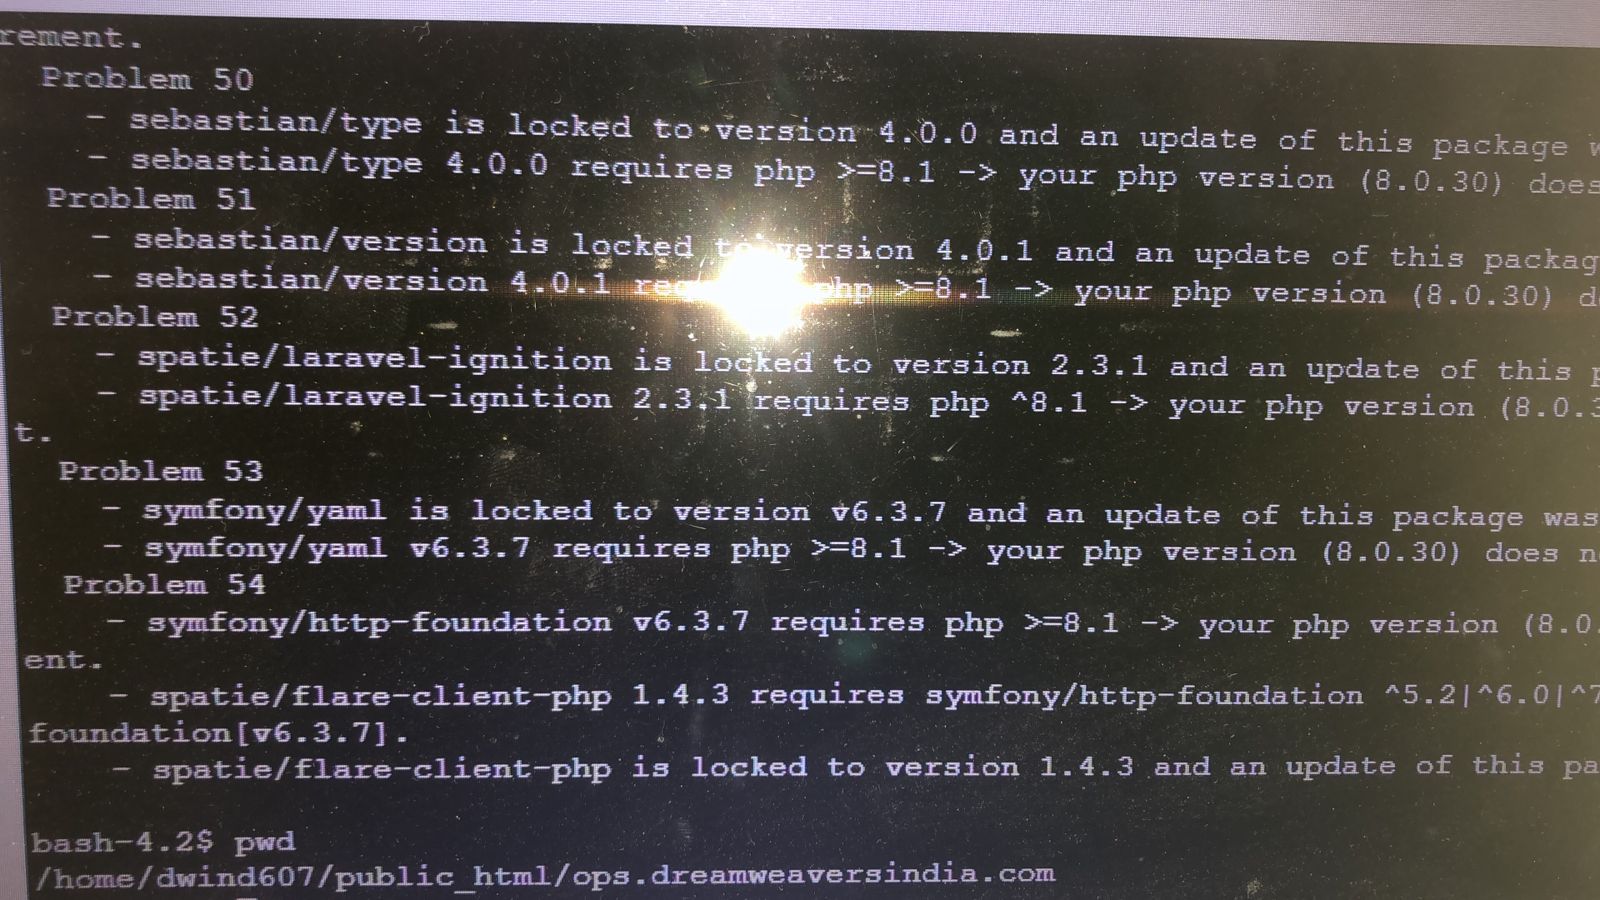 rement.
Problem 50
- sebastian/type is locked to version 4.0.0 and an update of this package
- sebastian/type 4.0.0 requires php >=8.1 -> your php version (8.0.30) does
Problem 51
- sebastian/version is locked to version 4.0.1 and an update of this packag
- sebastian/version 4.0.1 php >=8.1 -> your php version (8.0.30)
Problem 52
- spatie/laravel-ignition is locked to version 2.3.1 and an update of this
- spatie/laravel-ignition 2.3.1 requires php ^8.1 -> your php version (8.0.3
t.
Problem 53
- symfony/yaml is locked to version v6.3.7 and an update of this package was
- symfony/yaml v6.3.7 requires php >=8.1 -> your php version (8.0.30) does n
Problem 54
- symfony/http-foundation v6.3.7 requires php >=8.1 -> your php version (8.0.
ent.
- spatie/flare-client-php 1.4.3 requires symfony/http-foundation ^5.2|^6.0|^7
foundation[v6.3.7].
- spatie/flare-client-php is locked to version 1.4.3 and an update of this pa
bash-4.2$ pwd
/home/dwind607/public_html/ops.dreamweaversindia.com